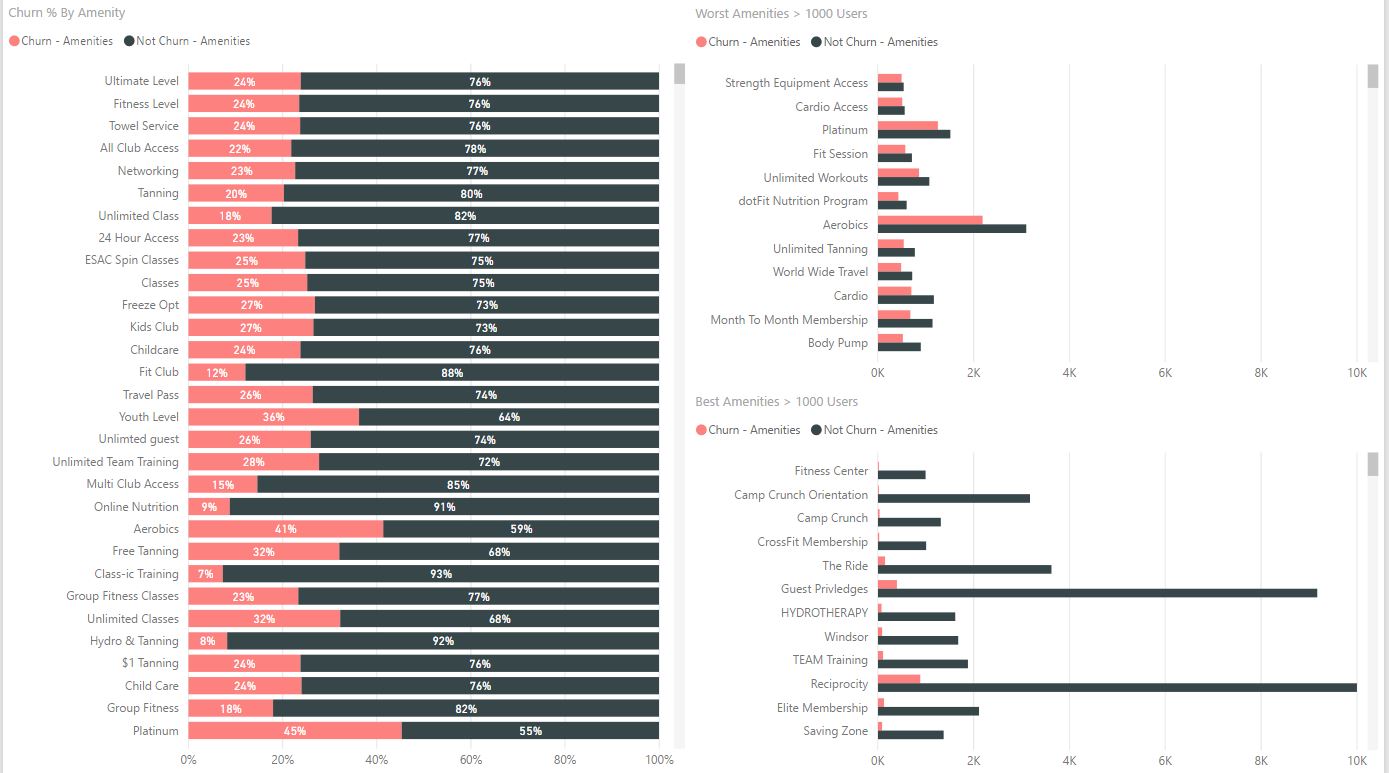 Churn % By Amenity
Churn - Amenities Not Churn - Amenities
Ultimate Level 24% 76%
Fitness Level 24% 76%
Towel Service 24% 76%
All Club Access 22% 78%
Networking 23% 77%
Tanning 20% 80%
Unlimited Class 18% 82%
24 Hour Access 23% 77%
ESAC Spin Classes 25% 75%
Classes 25% 75%
Freeze Opt 27% 73%
Kids Club 27% 73%
Childcare 24% 76%
Fit Club 12% 88%
Travel Pass 26% 74%
Youth Level 36% 64%
Unlimted guest 26% 74%
Unlimited Team Training 28% 72%
Multi Club Access 15% 85%
Online Nutrition 9% 91%
Aerobics 41% 59%
Free Tanning 32% 68%
Class-ic Training 7% 93%
Group Fitness Classes 23% 77%
Unlimited Classes 32% 68%
Hydro & Tanning 8% 92%
$1 Tanning 24% 76%
Child Care 24% 76%
Group Fitness 18% 82%
Platinum 45% 55%
0% 20% 40% 60% 80% 100%
Worst Amenities > 1000 Users
Churn - Amenities Not Churn - Amenities
Strength Equipment Access
Cardio Access
Platinum
Fit Session
Unlimited Workouts
dotFit Nutrition Program
Aerobics
Unlimited Tanning
World Wide Travel
Cardio
Month To Month Membership
Body Pump
0K 2K 4K 6K 8K 10K
Best Amenities > 1000 Users
Churn - Amenities Not Churn - Amenities
Fitness Center
Camp Crunch Orientation
Camp Crunch
CrossFit Membership
The Ride
Guest Privledges
HYDROTHERAPY
Windsor
TEAM Training
Reciprocity
Elite Membership
Saving Zone
0K 2K 4K 6K 8K 10K